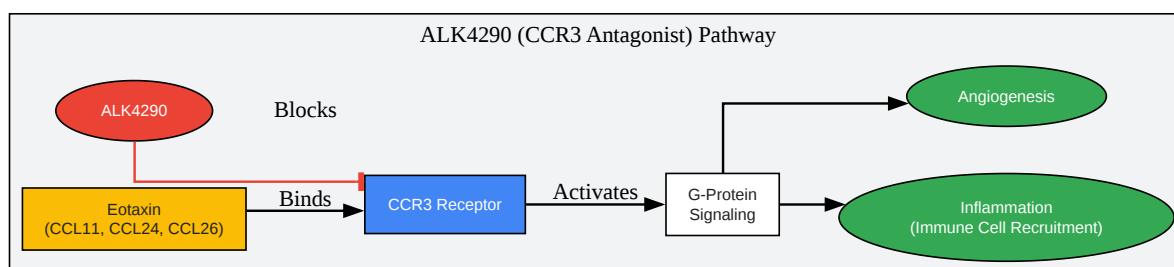 ALK4290 (CCR3 Antagonist) Pathway
ALK4290
Blocks
Angiogenesis
Eotaxin
(CCL11, CCL24, CCL26)
Binds
CCR3 Receptor
Activates
G-Protein
Signaling
Inflammation
(Immune Cell Recruitment)